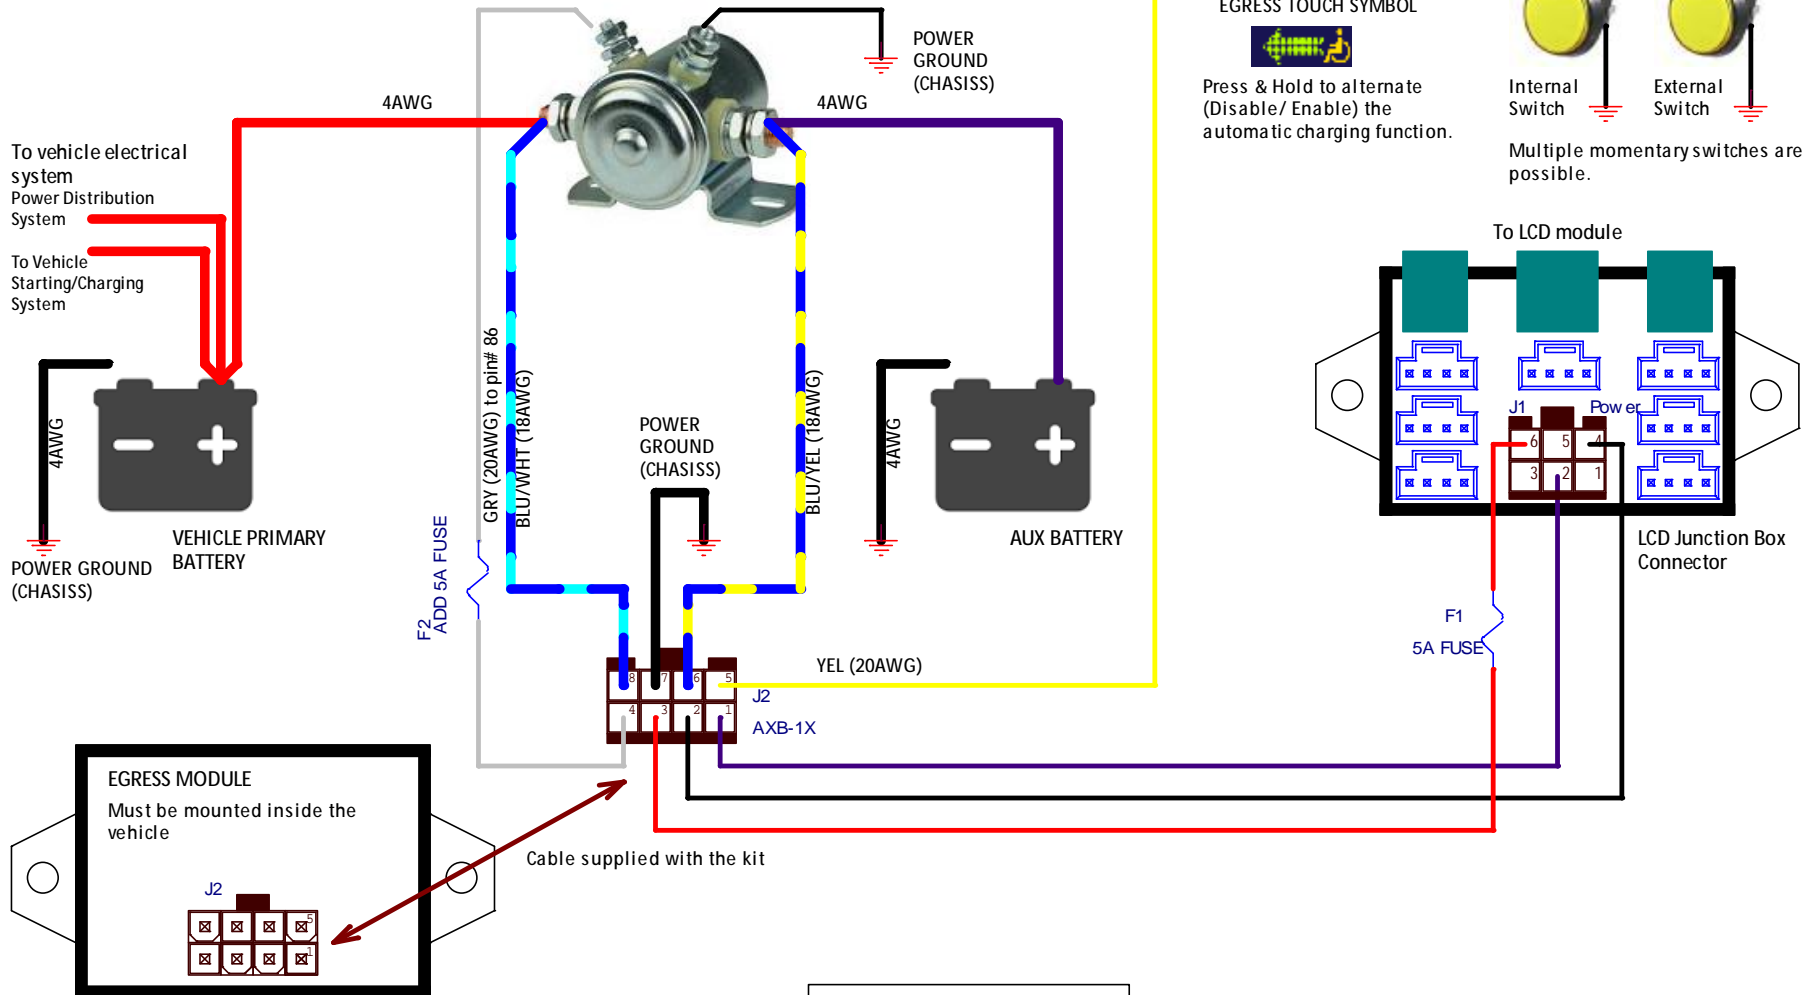 EGRESS TOUCH SYMBOL
Press & Hold to alternate
(Disable/ Enable) the
automatic charging function.
Internal
Switch
External
Switch
Multiple momentary switches are
possible.
POWER
GROUND
(CHASISS)
4AWG
4AWG
To vehicle electrical
system
Power Distribution
System
To Vehicle
Starting/Charging
System
4AWG
VEHICLE PRIMARY
BATTERY
POWER GROUND
(CHASISS)
GRY (20AWG) to pin# 86
BLU/WHT (18AWG)
F2
ADD 5A FUSE
POWER
GROUND
(CHASISS)
BLU/YEL (18AWG)
4AWG
AUX BATTERY
To LCD module
J1
Power
6 5 4
3 2 1
LCD Junction Box
Connector
F1
5A FUSE
YEL (20AWG)
8 7 6 5
4 3 2 1
J2
AXB-1X
EGRESS MODULE
Must be mounted inside the
vehicle
J2
5
1
Cable supplied with the kit